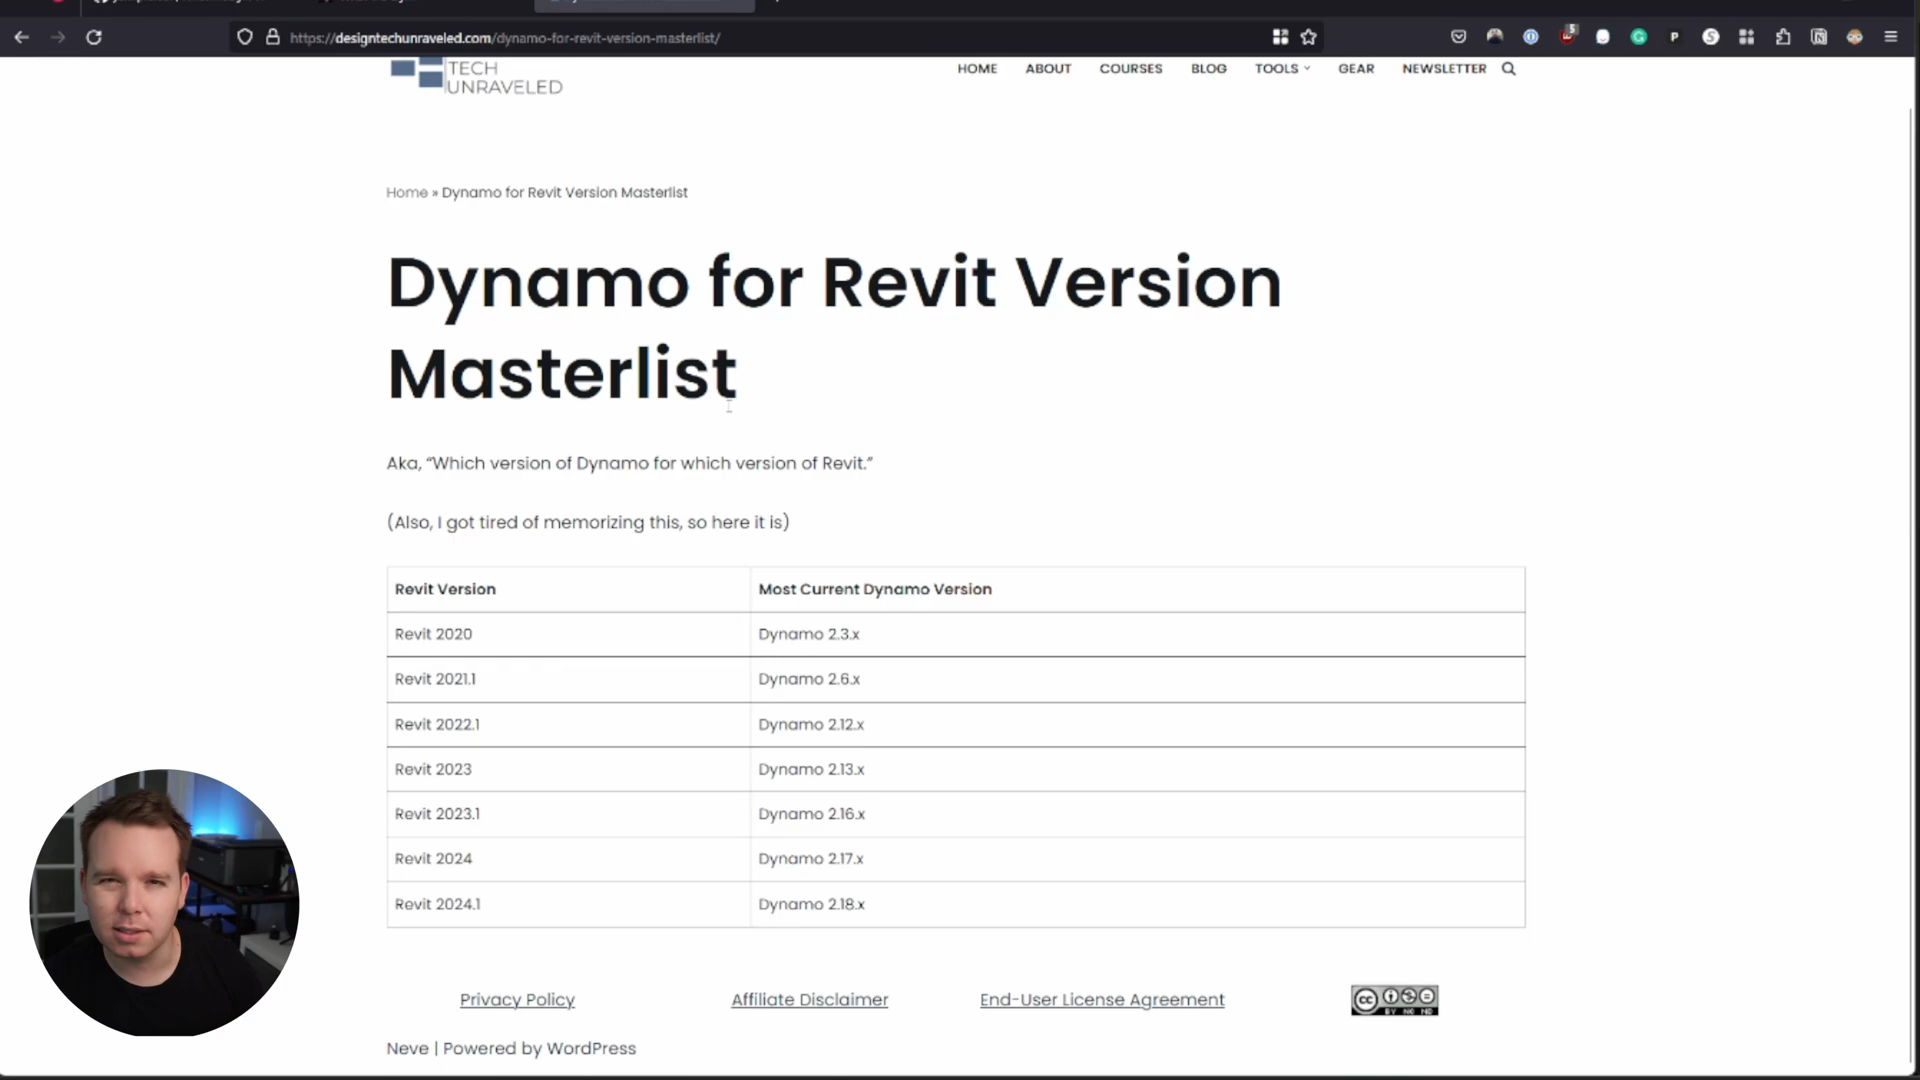 https://designtechunraveled.com/dynamo-for-revit-version-masterlist/
5
TECH
UNRAVELED
HOME
ABOUT
COURSES
BLOG
TOOLS
GEAR
NEWSLETTER
Home » Dynamo for Revit Version Masterlist
Dynamo for Revit Version
Masterlist
Aka, “Which version of Dynamo for which version of Revit.”
(Also, I got tired of memorizing this, so here it is)
Revit Version
Most Current Dynamo Version
Revit 2020
Dynamo 2.3.x
Revit 2021.1
Dynamo 2.6.x
Revit 2022.1
Dynamo 2.12.x
Revit 2023
Dynamo 2.13.x
Revit 2023.1
Dynamo 2.16.x
Revit 2024
Dynamo 2.17.x
Revit 2024.1
Dynamo 2.18.x
Privacy Policy
Affiliate Disclaimer
End-User License Agreement
cc
BY NC ND
Neve | Powered by WordPress